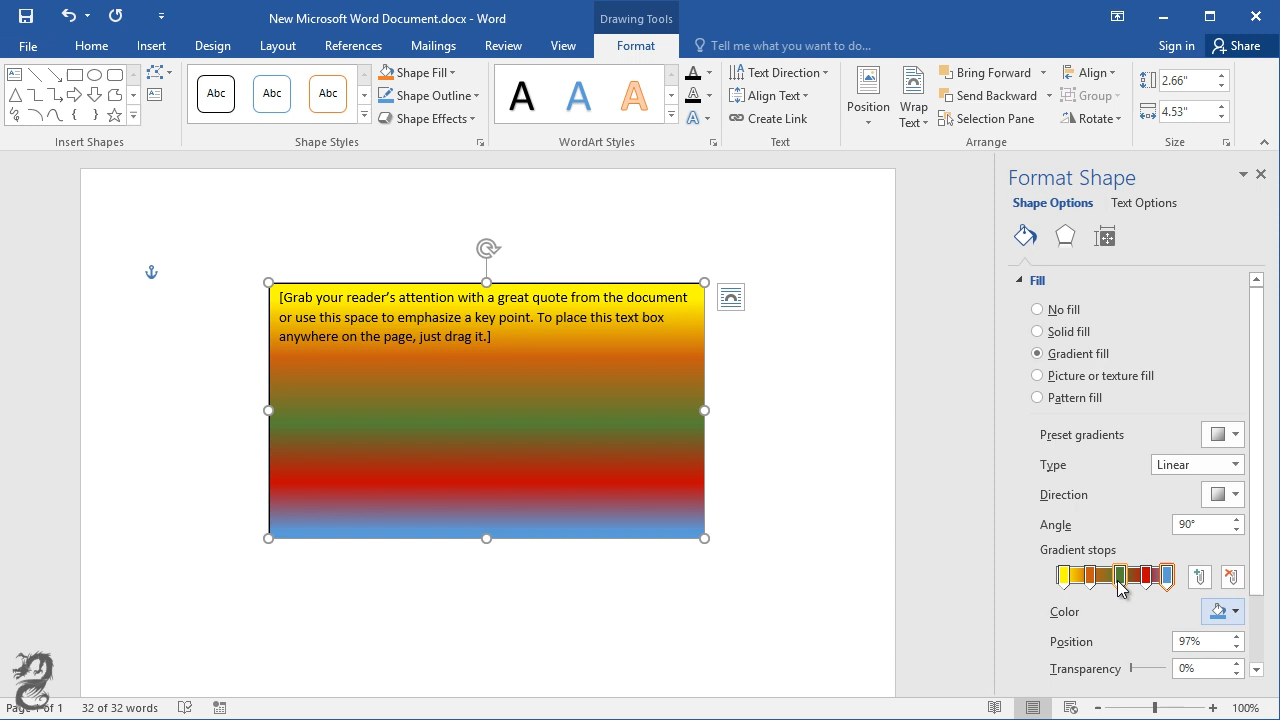 New Microsoft Word Document.docx - Word
Drawing Tools
File
Home
Insert
Design
Layout
References
Mailings
Review
View
Format
Tell me what you want to do...
Sign in
Share
Insert Shapes
Abc
Abc
Abc
Shape Fill
Shape Outline
Shape Effects
Shape Styles
A
A
A
A
A
A
WordArt Styles
Text Direction
Align Text
Create Link
Text
Position
Wrap
Text
Bring Forward
Send Backward
Selection Pane
Align
Group
Rotate
Arrange
2.66"
4.53"
Size
[Grab your reader's attention with a great quote from the document
or use this space to emphasize a key point. To place this text box
anywhere on the page, just drag it.]
Format Shape
Shape Options
Text Options
Fill
No fill
Solid fill
Gradient fill
Picture or texture fill
Pattern fill
Preset gradients
Type
Linear
Direction
Angle
90°
Gradient stops
Color
Position
97%
Transparency
0%
Page 1 of 1
32 of 32 words
100%